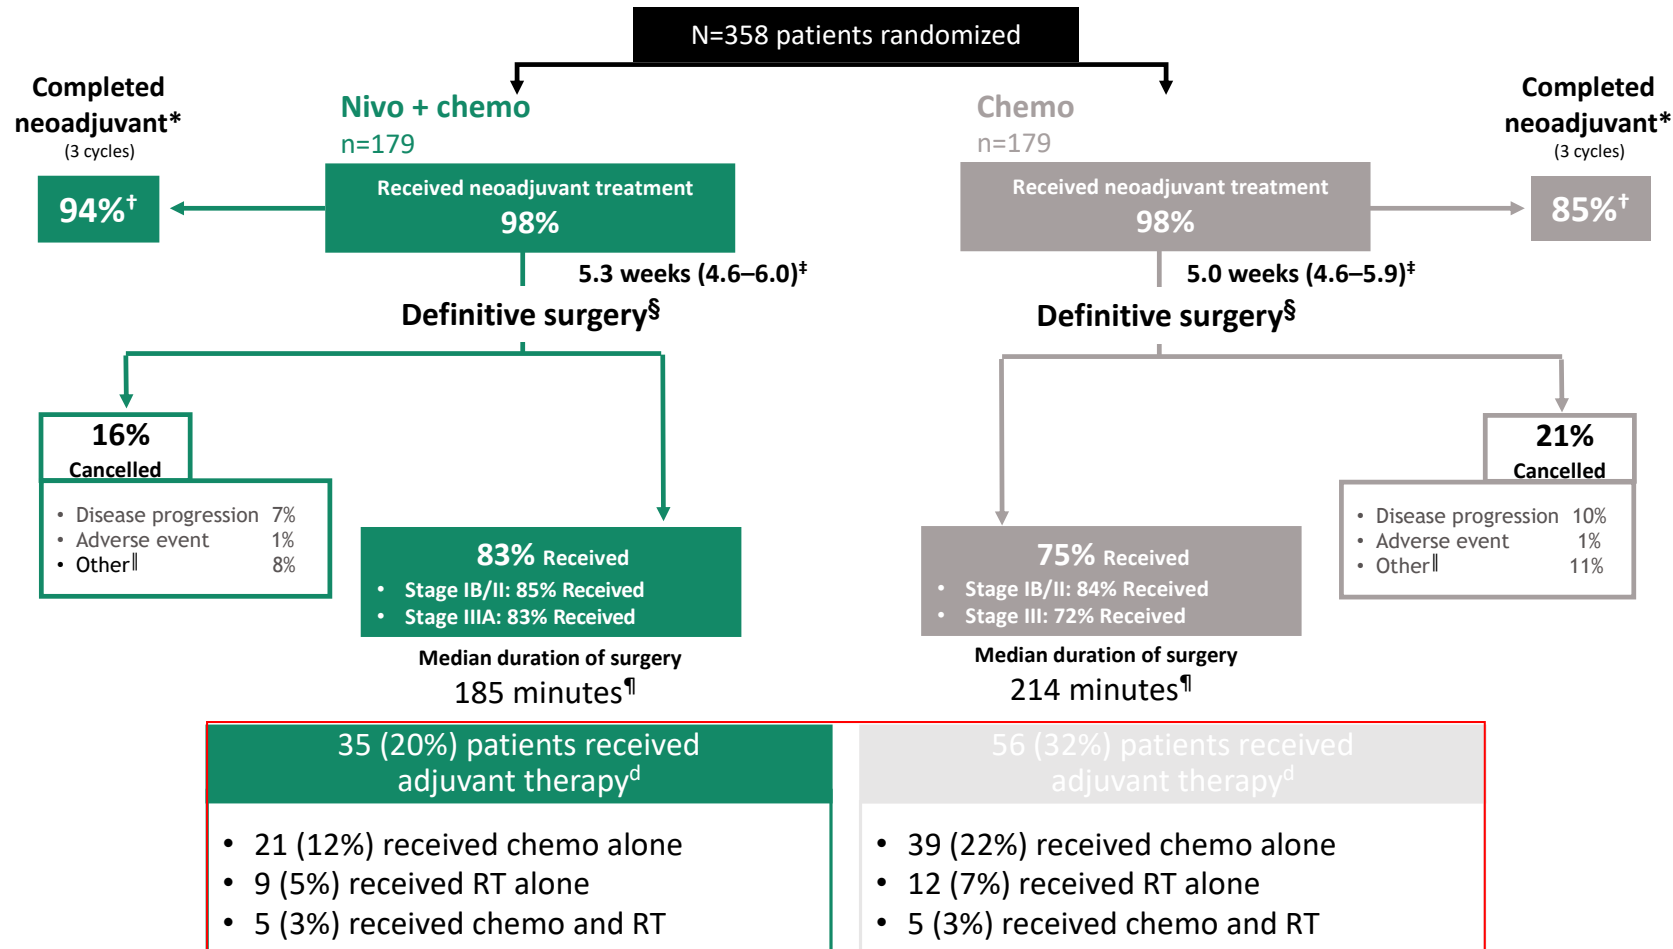 N=358 patients randomized
Completed
neoadjuvant*
(3 cycles)
94%†
Nivo + chemo
n=179
Received neoadjuvant treatment
98%
Chemo
n=179
Received neoadjuvant treatment
98%
Completed
neoadjuvant*
(3 cycles)
85%†
5.3 weeks (4.6–6.0)‡
Definitive surgery§
5.0 weeks (4.6–5.9)‡
Definitive surgery§
16%
Cancelled
• Disease progression 7%
• Adverse event 1%
• Other‖ 8%
83% Received
• Stage IB/II: 85% Received
• Stage IIIA: 83% Received
Median duration of surgery
185 minutes¶
75% Received
• Stage IB/II: 84% Received
• Stage III: 72% Received
Median duration of surgery
214 minutes¶
21%
Cancelled
• Disease progression 10%
• Adverse event 1%
• Other‖ 11%
35 (20%) patients received
adjuvant therapyd
• 21 (12%) received chemo alone
• 9 (5%) received RT alone
• 5 (3%) received chemo and RT
56 (32%) patients received
adjuvant therapyd
• 39 (22%) received chemo alone
• 12 (7%) received RT alone
• 5 (3%) received chemo and RT